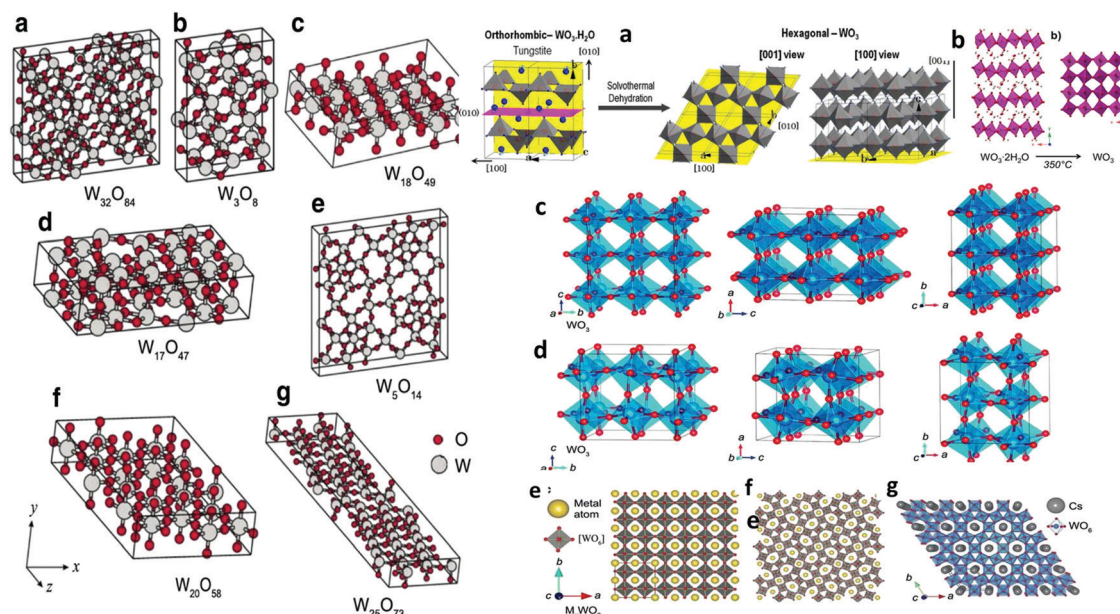 a
W32O84
b
W3O8
c
W18O49
d
W17O47
e
W5O14
f
W20O58
g
W25O73
O
W
y
x
z
Orthorhombic– WO3.H2O
Tungstite
[010]
(010)
b
a
c
[100]
Solvothermal
Dehydration
a
Hexagonal – WO3
[001] view
[100] view
b
[010]
a
[100]
c
b
b
b)
WO3·2H2O
350°C
WO3
c
c
a
b
WO3
a
b
c
b
c
a
d
c
a
b
WO3
a
b
c
b
c
a
e
Metal
atom
[WO6]
b
c
a
f
e
g
Cs
WO6
b
c
a